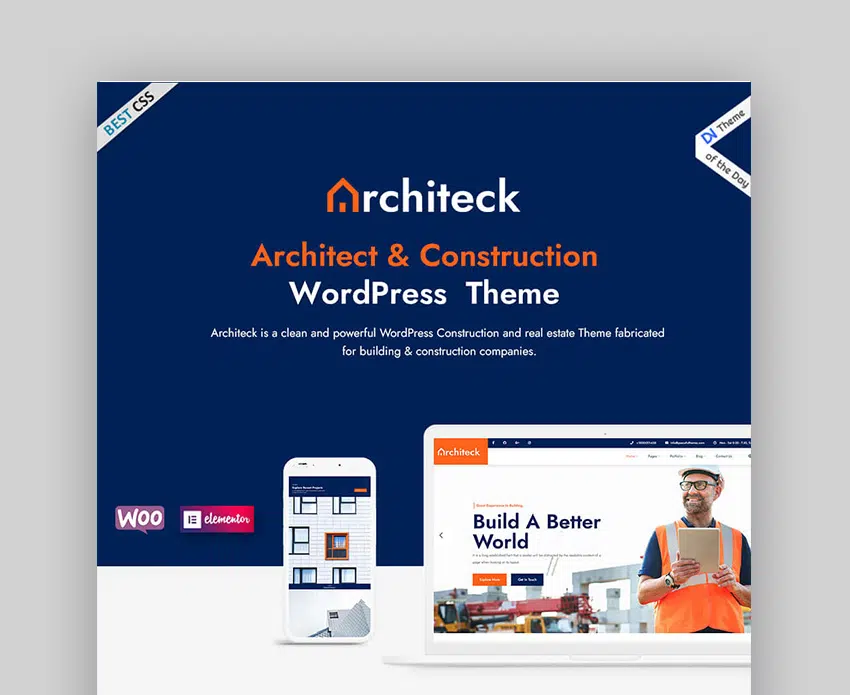 BEST CSS
DN Theme
of the Day
Architeck
Architect & Construction
WordPress Theme
Architeck is a clean and powerful WordPress Construction and real estate Theme fabricated
for building & construction companies.
WOO
elementor
Explore Recent Projects
Architeck
Home
Pages
Portfolio
Blog
Contact Us
Build A Better
World
Explore More
Get In Touch